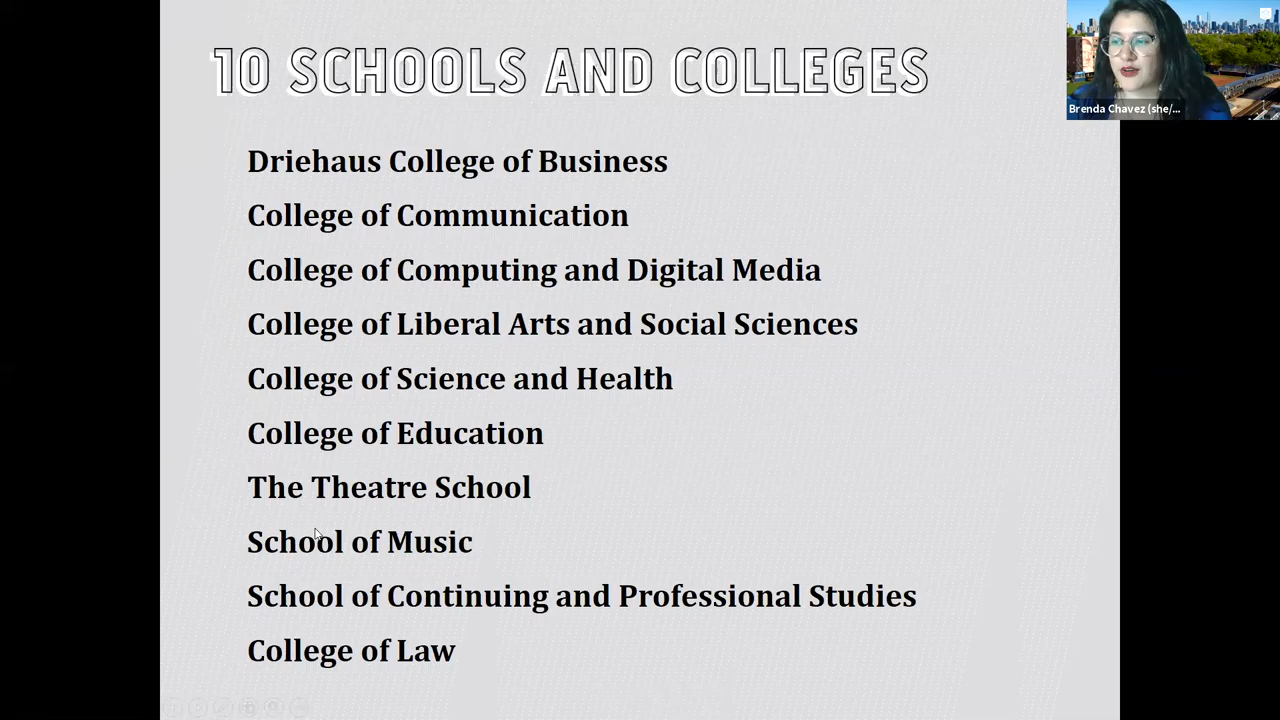 10 SCHOOLS AND COLLEGES
Brenda Chavez (she/...
Driehaus College of Business
College of Communication
College of Computing and Digital Media
College of Liberal Arts and Social Sciences
College of Science and Health
College of Education
The Theatre School
School of Music
School of Continuing and Professional Studies
College of Law